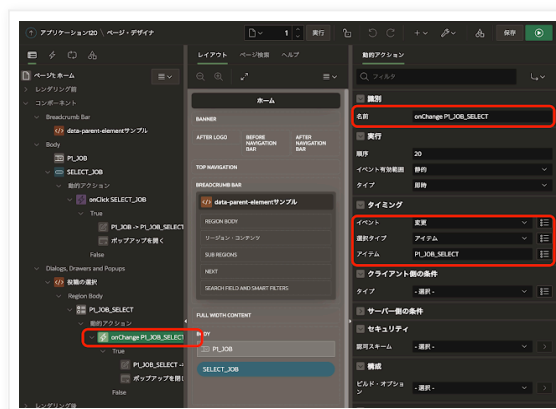 アプリケーション120 \ ページ・デザイナ
1
実行
保存
ページ1: ホーム
レンダリング前
コンポーネント
Breadcrumb Bar
data-parent-elementサンプル
Body
P1_JOB
SELECT_JOB
動的アクション
onClick SELECT_JOB
True
P1_JOB -> P1_JOB_SELECT
ポップアップを開く
False
Dialogs, Drawers and Popups
役職の選択
Region Body
P1_JOB_SELECT
動的アクション
onChange P1_JOB_SELECT
True
P1_JOB_SELECT -
ポップアップを閉
False
レンダリング後
レイアウト
ページ検索
ヘルプ
ホーム
BANNER
AFTER LOGO
BEFORE NAVIGATION BAR
AFTER NAVIGATION BAR
TOP NAVIGATION
BREADCRUMB BAR
data-parent-elementサンプル
REGION BODY
リージョン・コンテンツ
SUB REGIONS
NEXT
SEARCH FIELD AND SMART FILTERS
FULL WIDTH CONTENT
BODY
P1_JOB
SELECT_JOB
動的アクション
フィルタ
識別
名前
onChange P1_JOB_SELECT
実行
順序
20
イベント有効範囲
静的
タイプ
即時
タイミング
イベント
変更
選択タイプ
アイテム
アイテム
P1_JOB_SELECT
クライアント側の条件
タイプ
- 選択 -
サーバー側の条件
セキュリティ
認可スキーム
- 選択 -
構成
ビルド・オプション
- 選択 -